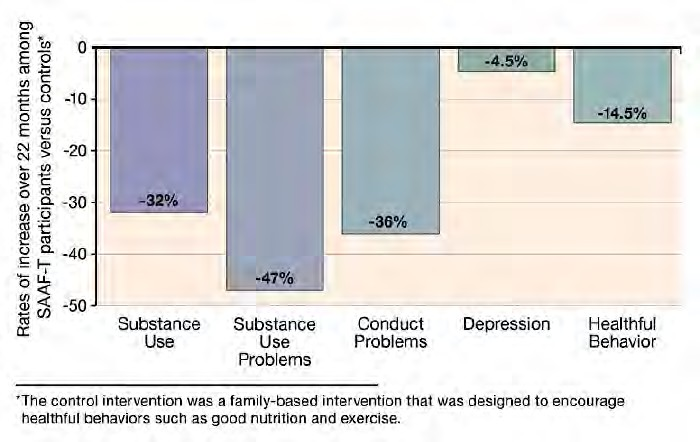 Rates of increase over 22 months among
SAAF-T participants versus controls*
0
-10
-20
-30
-40
-50
-32%
-47%
-36%
-4.5%
-14.5%
Substance
Use
Substance
Use
Problems
Conduct
Problems
Depression
Healthful
Behavior
*The control intervention was a family-based intervention that was designed to encourage
healthful behaviors such as good nutrition and exercise.